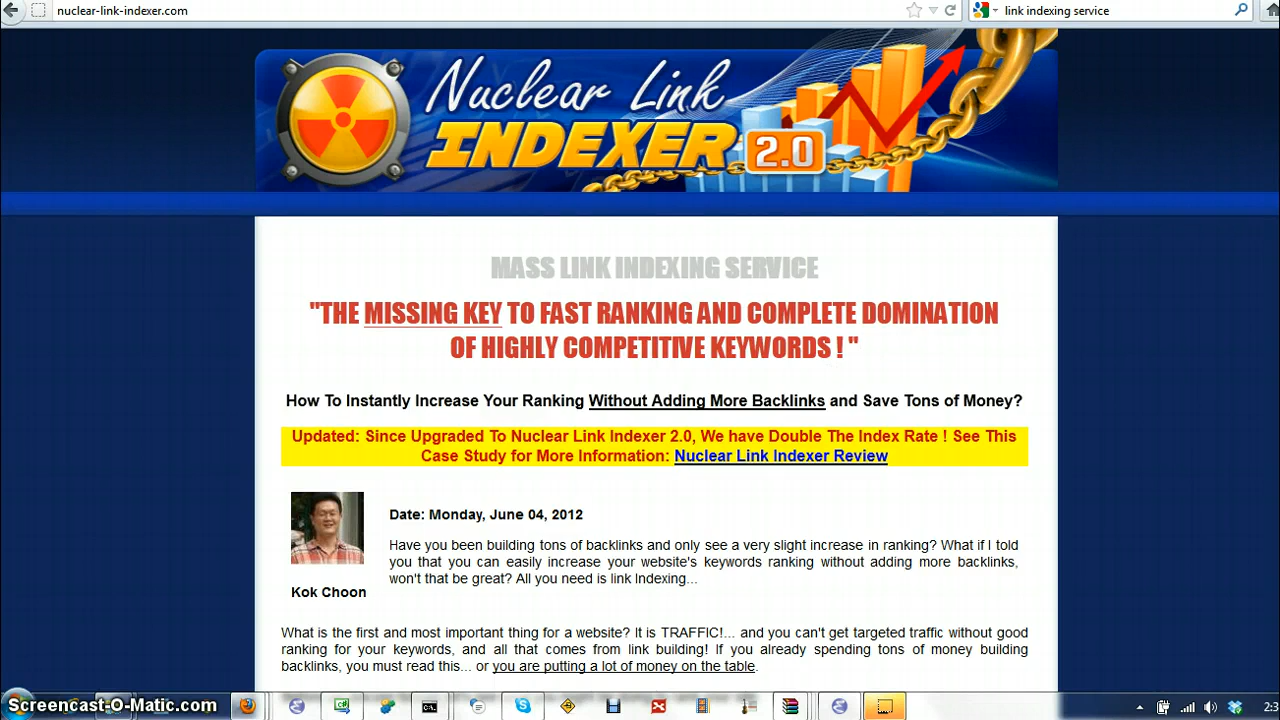 nuclear-link-indexer.com
link indexing service
Nuclear Link
INDEXER 2.0
MASS LINK INDEXING SERVICE
"THE MISSING KEY TO FAST RANKING AND COMPLETE DOMINATION
OF HIGHLY COMPETITIVE KEYWORDS ! "
How To Instantly Increase Your Ranking Without Adding More Backlinks and Save Tons of Money?
Updated: Since Upgraded To Nuclear Link Indexer 2.0, We have Double The Index Rate ! See This
Case Study for More Information: Nuclear Link Indexer Review
Date: Monday, June 04, 2012
Have you been building tons of backlinks and only see a very slight increase in ranking? What if I told
you that you can easily increase your website's keywords ranking without adding more backlinks,
won't that be great? All you need is link Indexing...
Kok Choon
What is the first and most important thing for a website? It is TRAFFIC!... and you can't get targeted traffic without good
ranking for your keywords, and all that comes from link building! If you already spending tons of money building
backlinks, you must read this... or you are putting a lot of money on the table.
Screencast-O-Matic.com
2:3